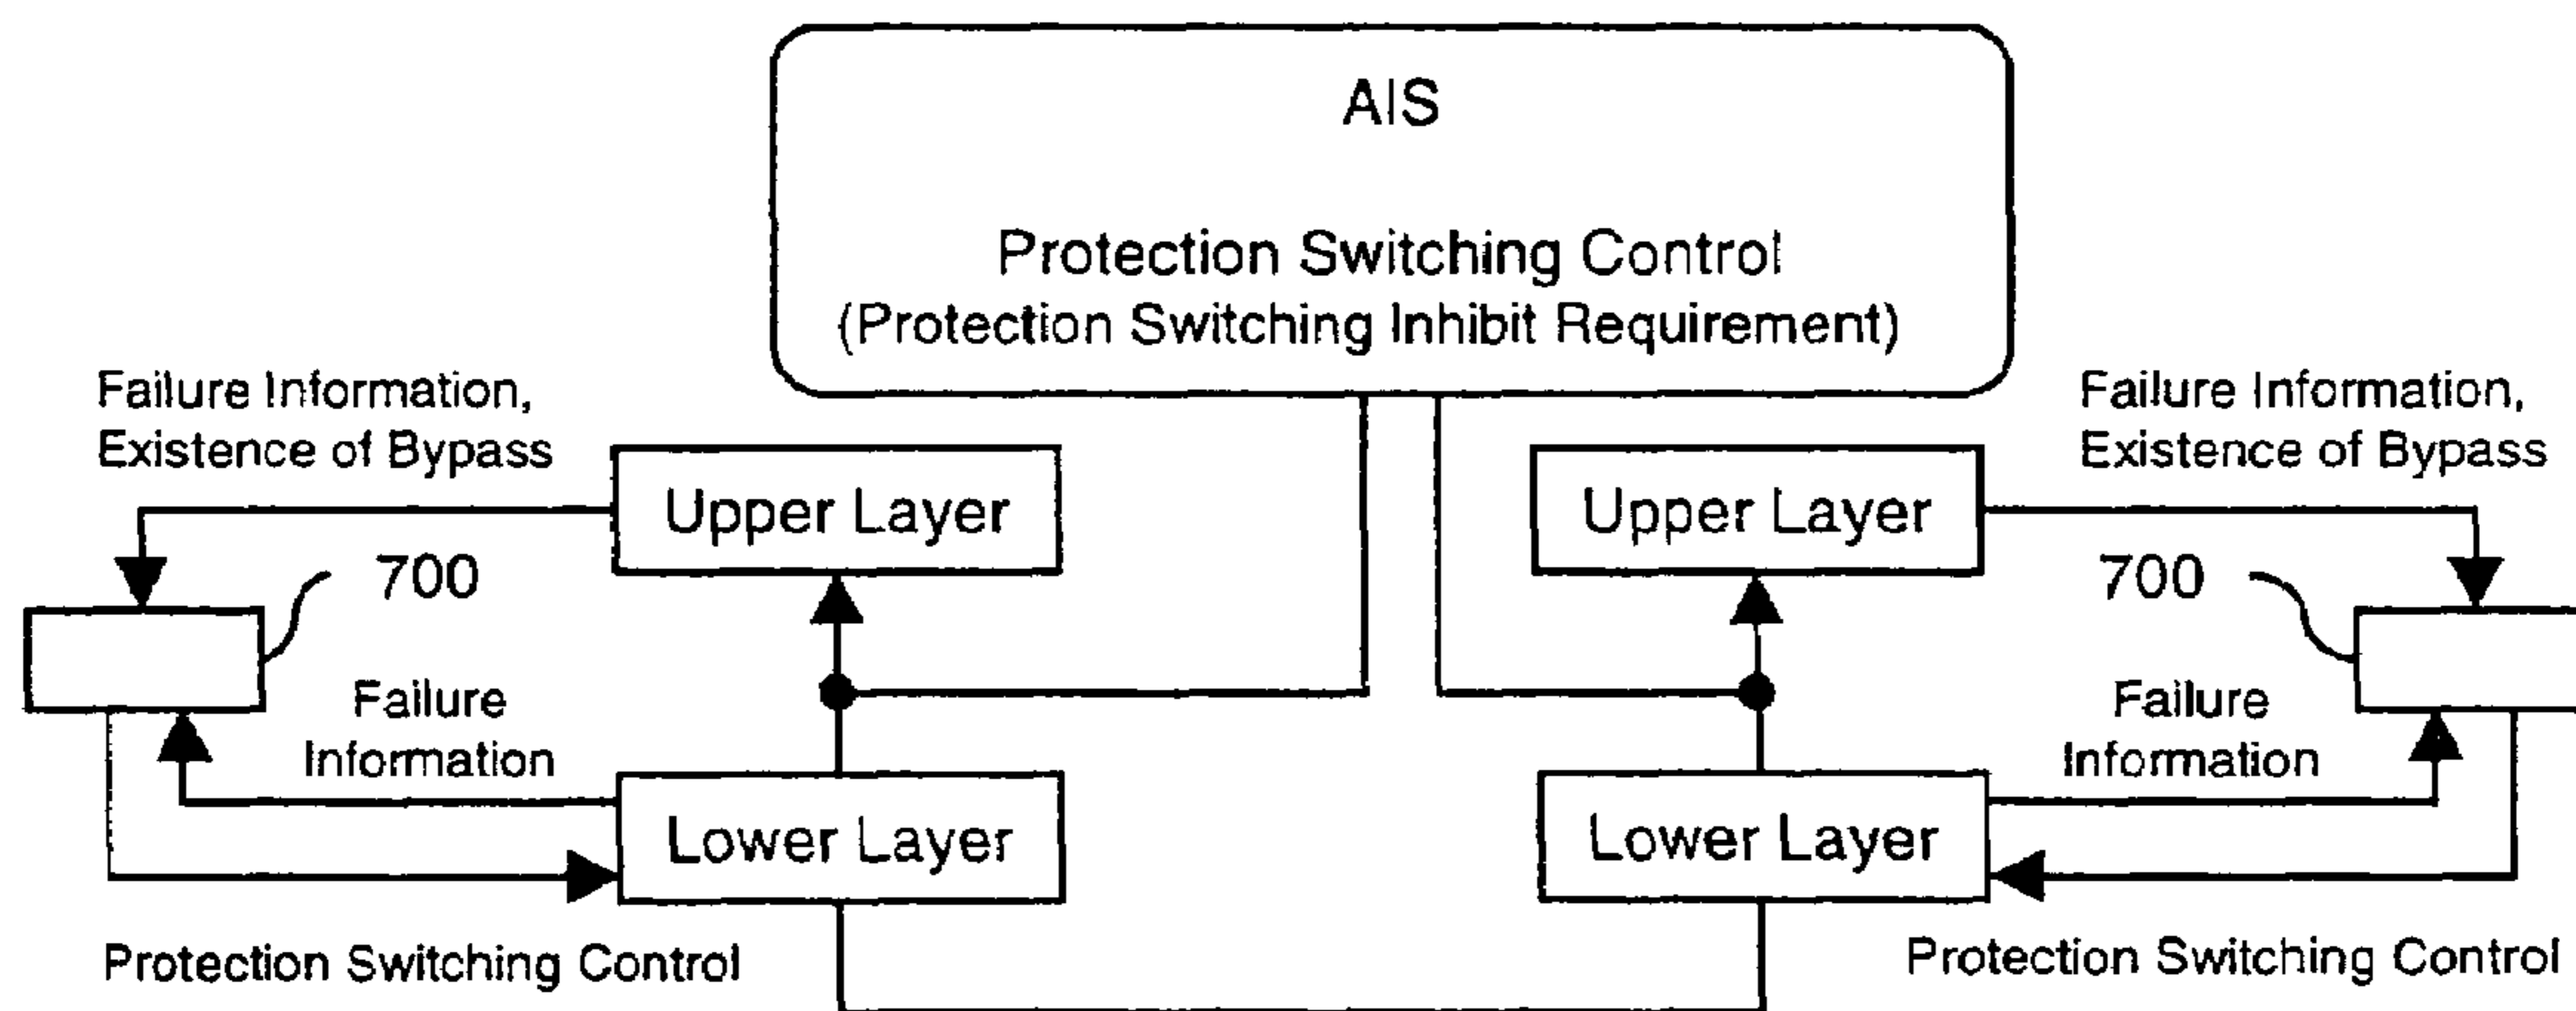 AIS
Protection Switching Control
(Protection Switching Inhibit Requirement)
Failure Information,
Existence of Bypass
Failure Information,
Existence of Bypass
Upper Layer
Upper Layer
700
700
Failure
Information
Failure
Information
Lower Layer
Lower Layer
Protection Switching Control
Protection Switching Control